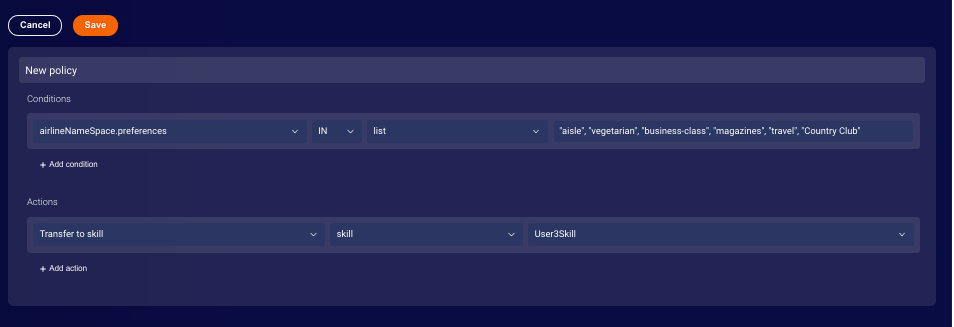 Cancel Save
New policy
Conditions
airlineNameSpace.preferences IN list "aisle", "vegetarian", "business-class", "magazines", "travel", "Country Club"
+ Add condition
Actions
Transfer to skill skill User3Skill
+ Add action